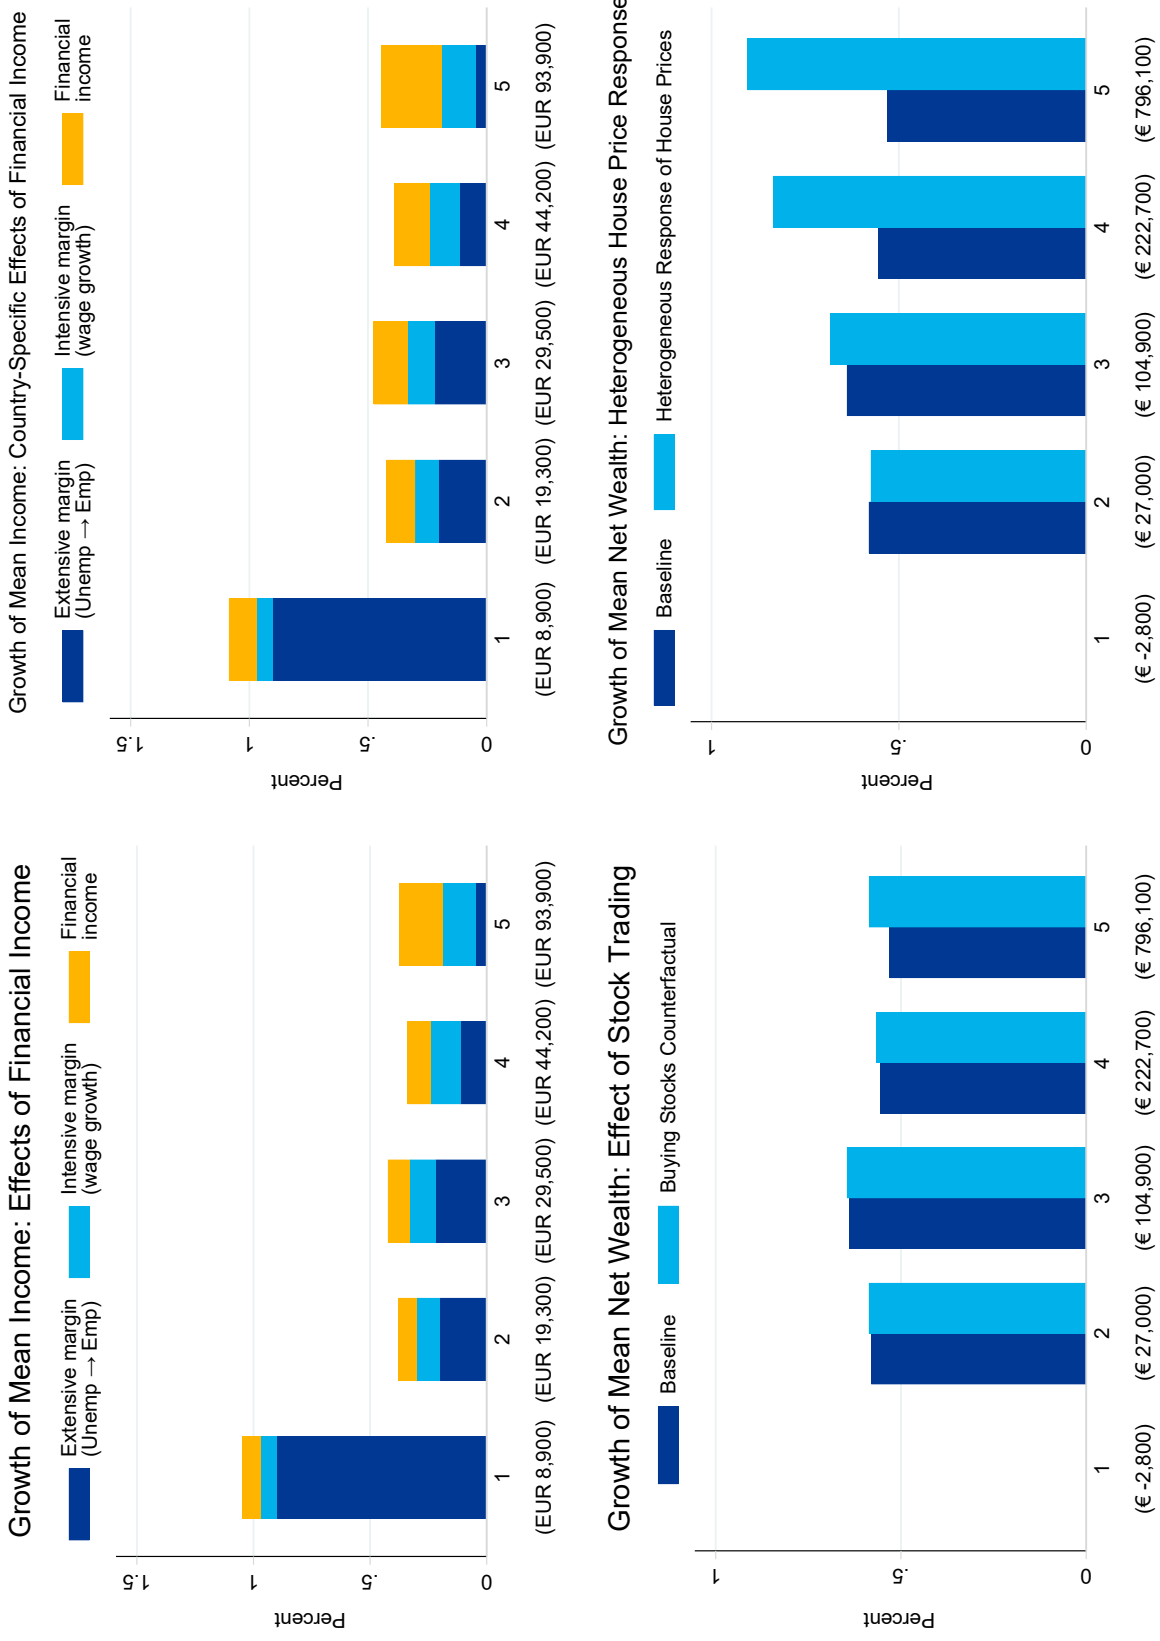 Growth of Mean Income: Effects of Financial Income
Extensive margin
(Unemp → Emp)
Intensive margin
(wage growth)
Financial
income
Percent
1.5
1
.5
0
1
2
3
4
5
(EUR 8,900)
(EUR 19,300)
(EUR 29,500)
(EUR 44,200)
(EUR 93,900)
Growth of Mean Income: Country-Specific Effects of Financial Income
Extensive margin
(Unemp → Emp)
Intensive margin
(wage growth)
Financial
income
Percent
1.5
1
.5
0
1
2
3
4
5
(EUR 8,900)
(EUR 19,300)
(EUR 29,500)
(EUR 44,200)
(EUR 93,900)
Growth of Mean Net Wealth: Effect of Stock Trading
Baseline
Buying Stocks Counterfactual
Percent
1
.5
0
1
2
3
4
5
(€ -2,800)
(€ 27,000)
(€ 104,900)
(€ 222,700)
(€ 796,100)
Growth of Mean Net Wealth: Heterogeneous House Price Response
Baseline
Heterogeneous Response of House Prices
Percent
1
.5
0
1
2
3
4
5
(€ -2,800)
(€ 27,000)
(€ 104,900)
(€ 222,700)
(€ 796,100)